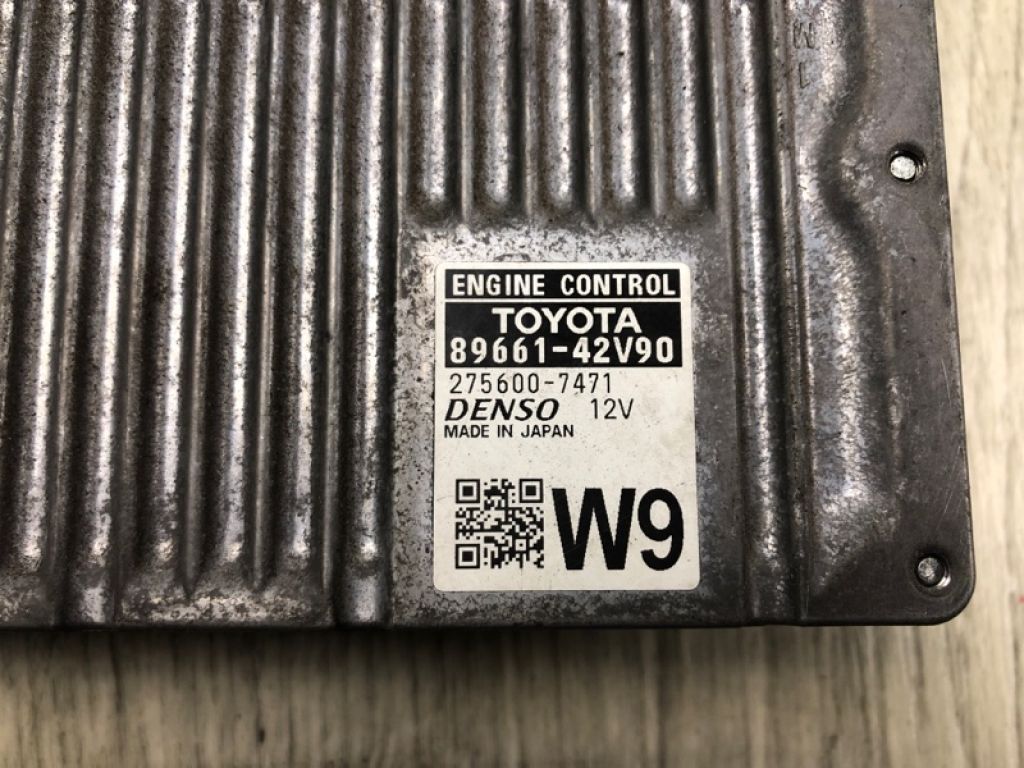 ENGINE CONTROL
TOYOTA
89661-42V90
275600-7471
DENSO 12V
MADE IN JAPAN
W9